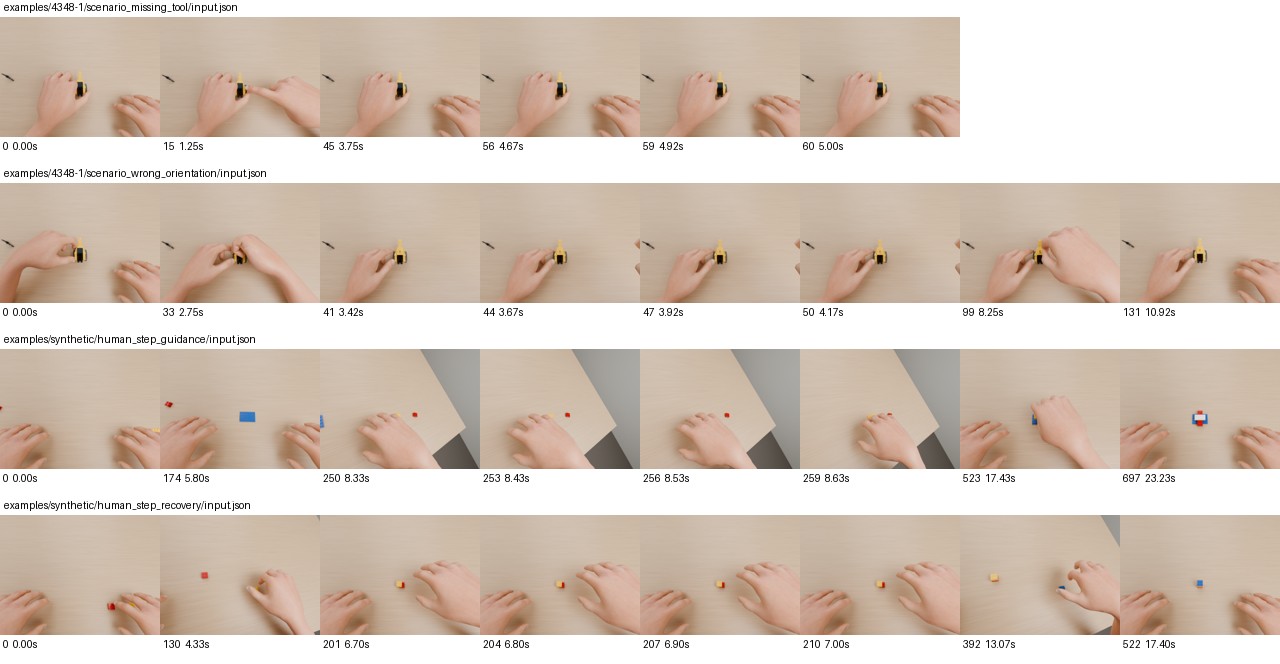 examples/4348-1/scenario_missing_tool/input.json
0 0.00s 15 1.25s 45 3.75s 56 4.67s 59 4.92s 60 5.00s
examples/4348-1/scenario_wrong_orientation/input.json
0 0.00s 33 2.75s 41 3.42s 44 3.67s 47 3.92s 50 4.17s 99 8.25s 131 10.92s
examples/synthetic/human_step_guidance/input.json
0 0.00s 174 5.80s 250 8.33s 253 8.43s 256 8.53s 259 8.63s 523 17.43s 697 23.23s
examples/synthetic/human_step_recovery/input.json
0 0.00s 130 4.33s 201 6.70s 204 6.80s 207 6.90s 210 7.00s 392 13.07s 522 17.40s